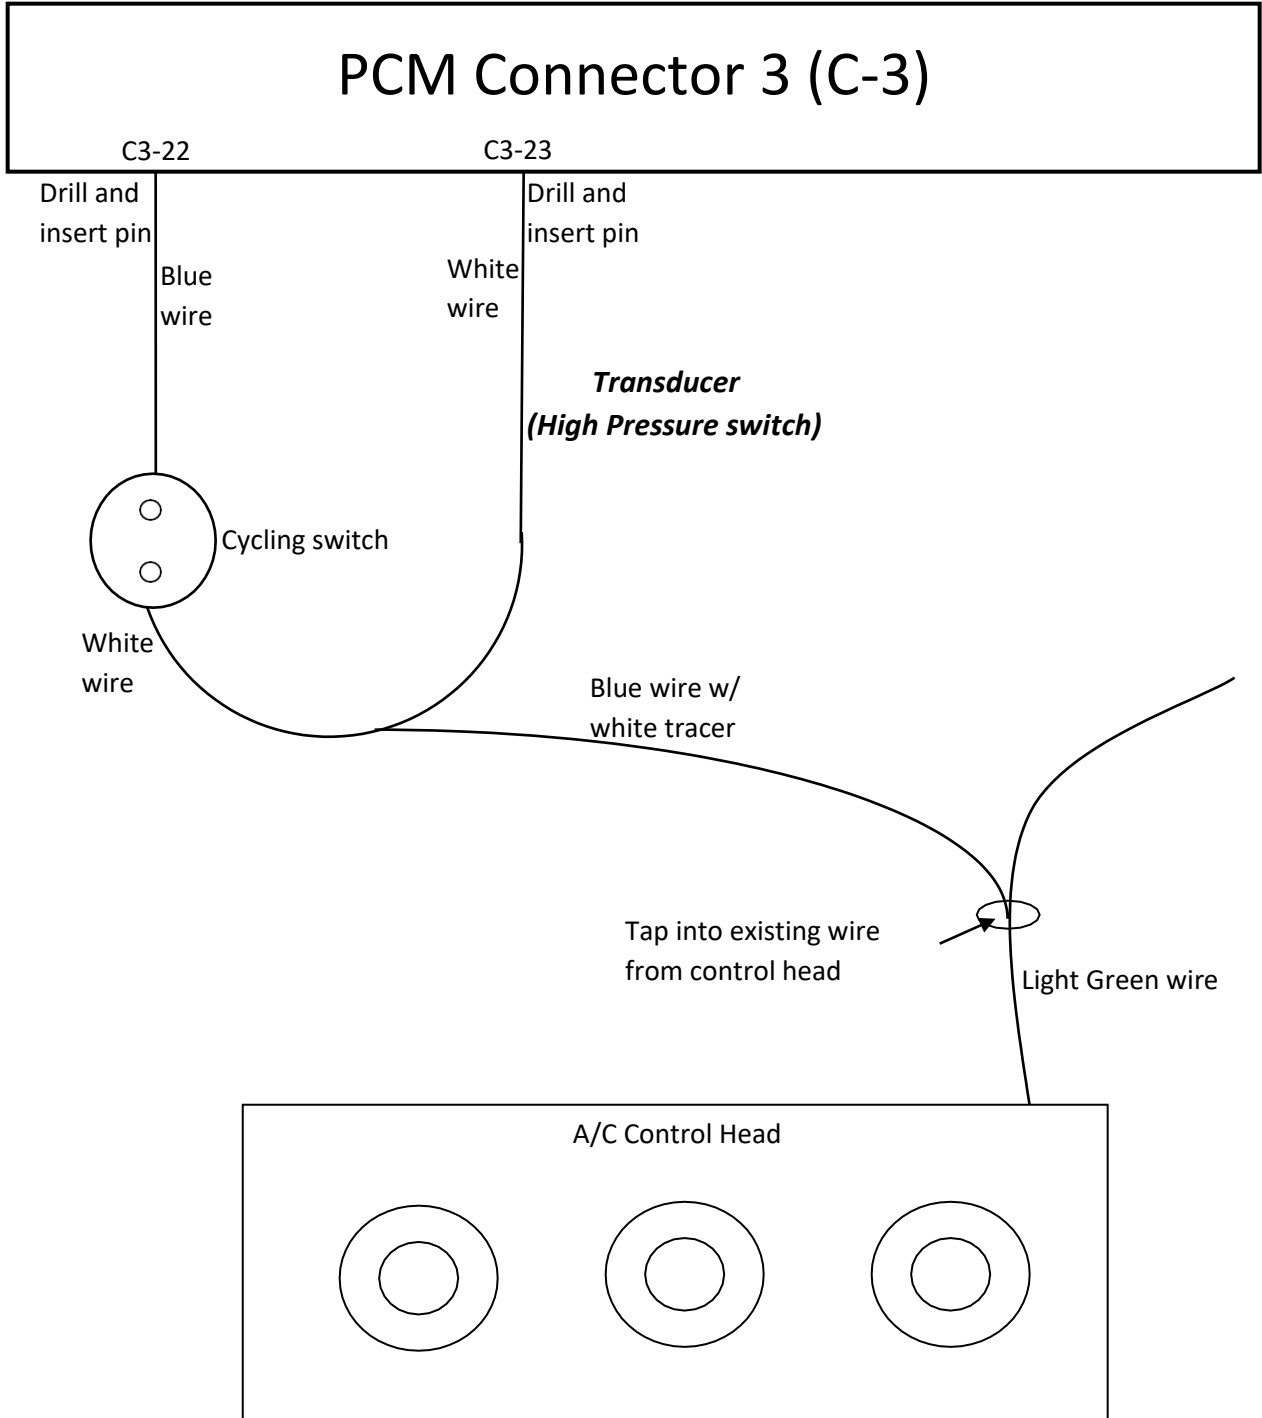 PCM Connector 3 (C-3)
C3-22
C3-23
Drill and
insert pin
Drill and
insert pin
Blue
wire
White
wire
Transducer
(High Pressure switch)
Cycling switch
White
wire
Blue wire w/
white tracer
Tap into existing wire
from control head
Light Green wire
A/C Control Head